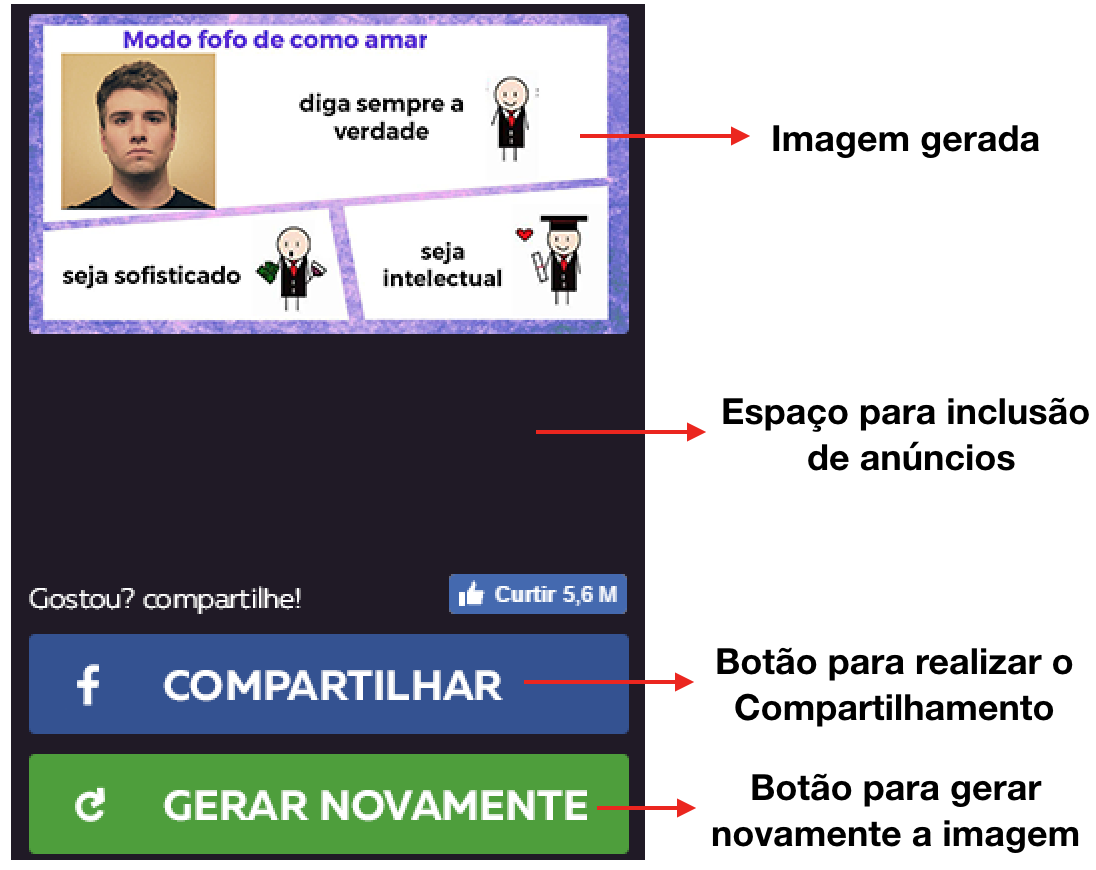 Modo fofo de como amar
diga sempre a
verdade
seja sofisticado
seja
intelectual
Imagem gerada
Espaço para inclusão
de anúncios
Gostou? compartilhe!
Curtir 5,6 M
COMPARTILHAR
Botão para realizar o
Compartilhamento
GERAR NOVAMENTE
Botão para gerar
novamente a imagem